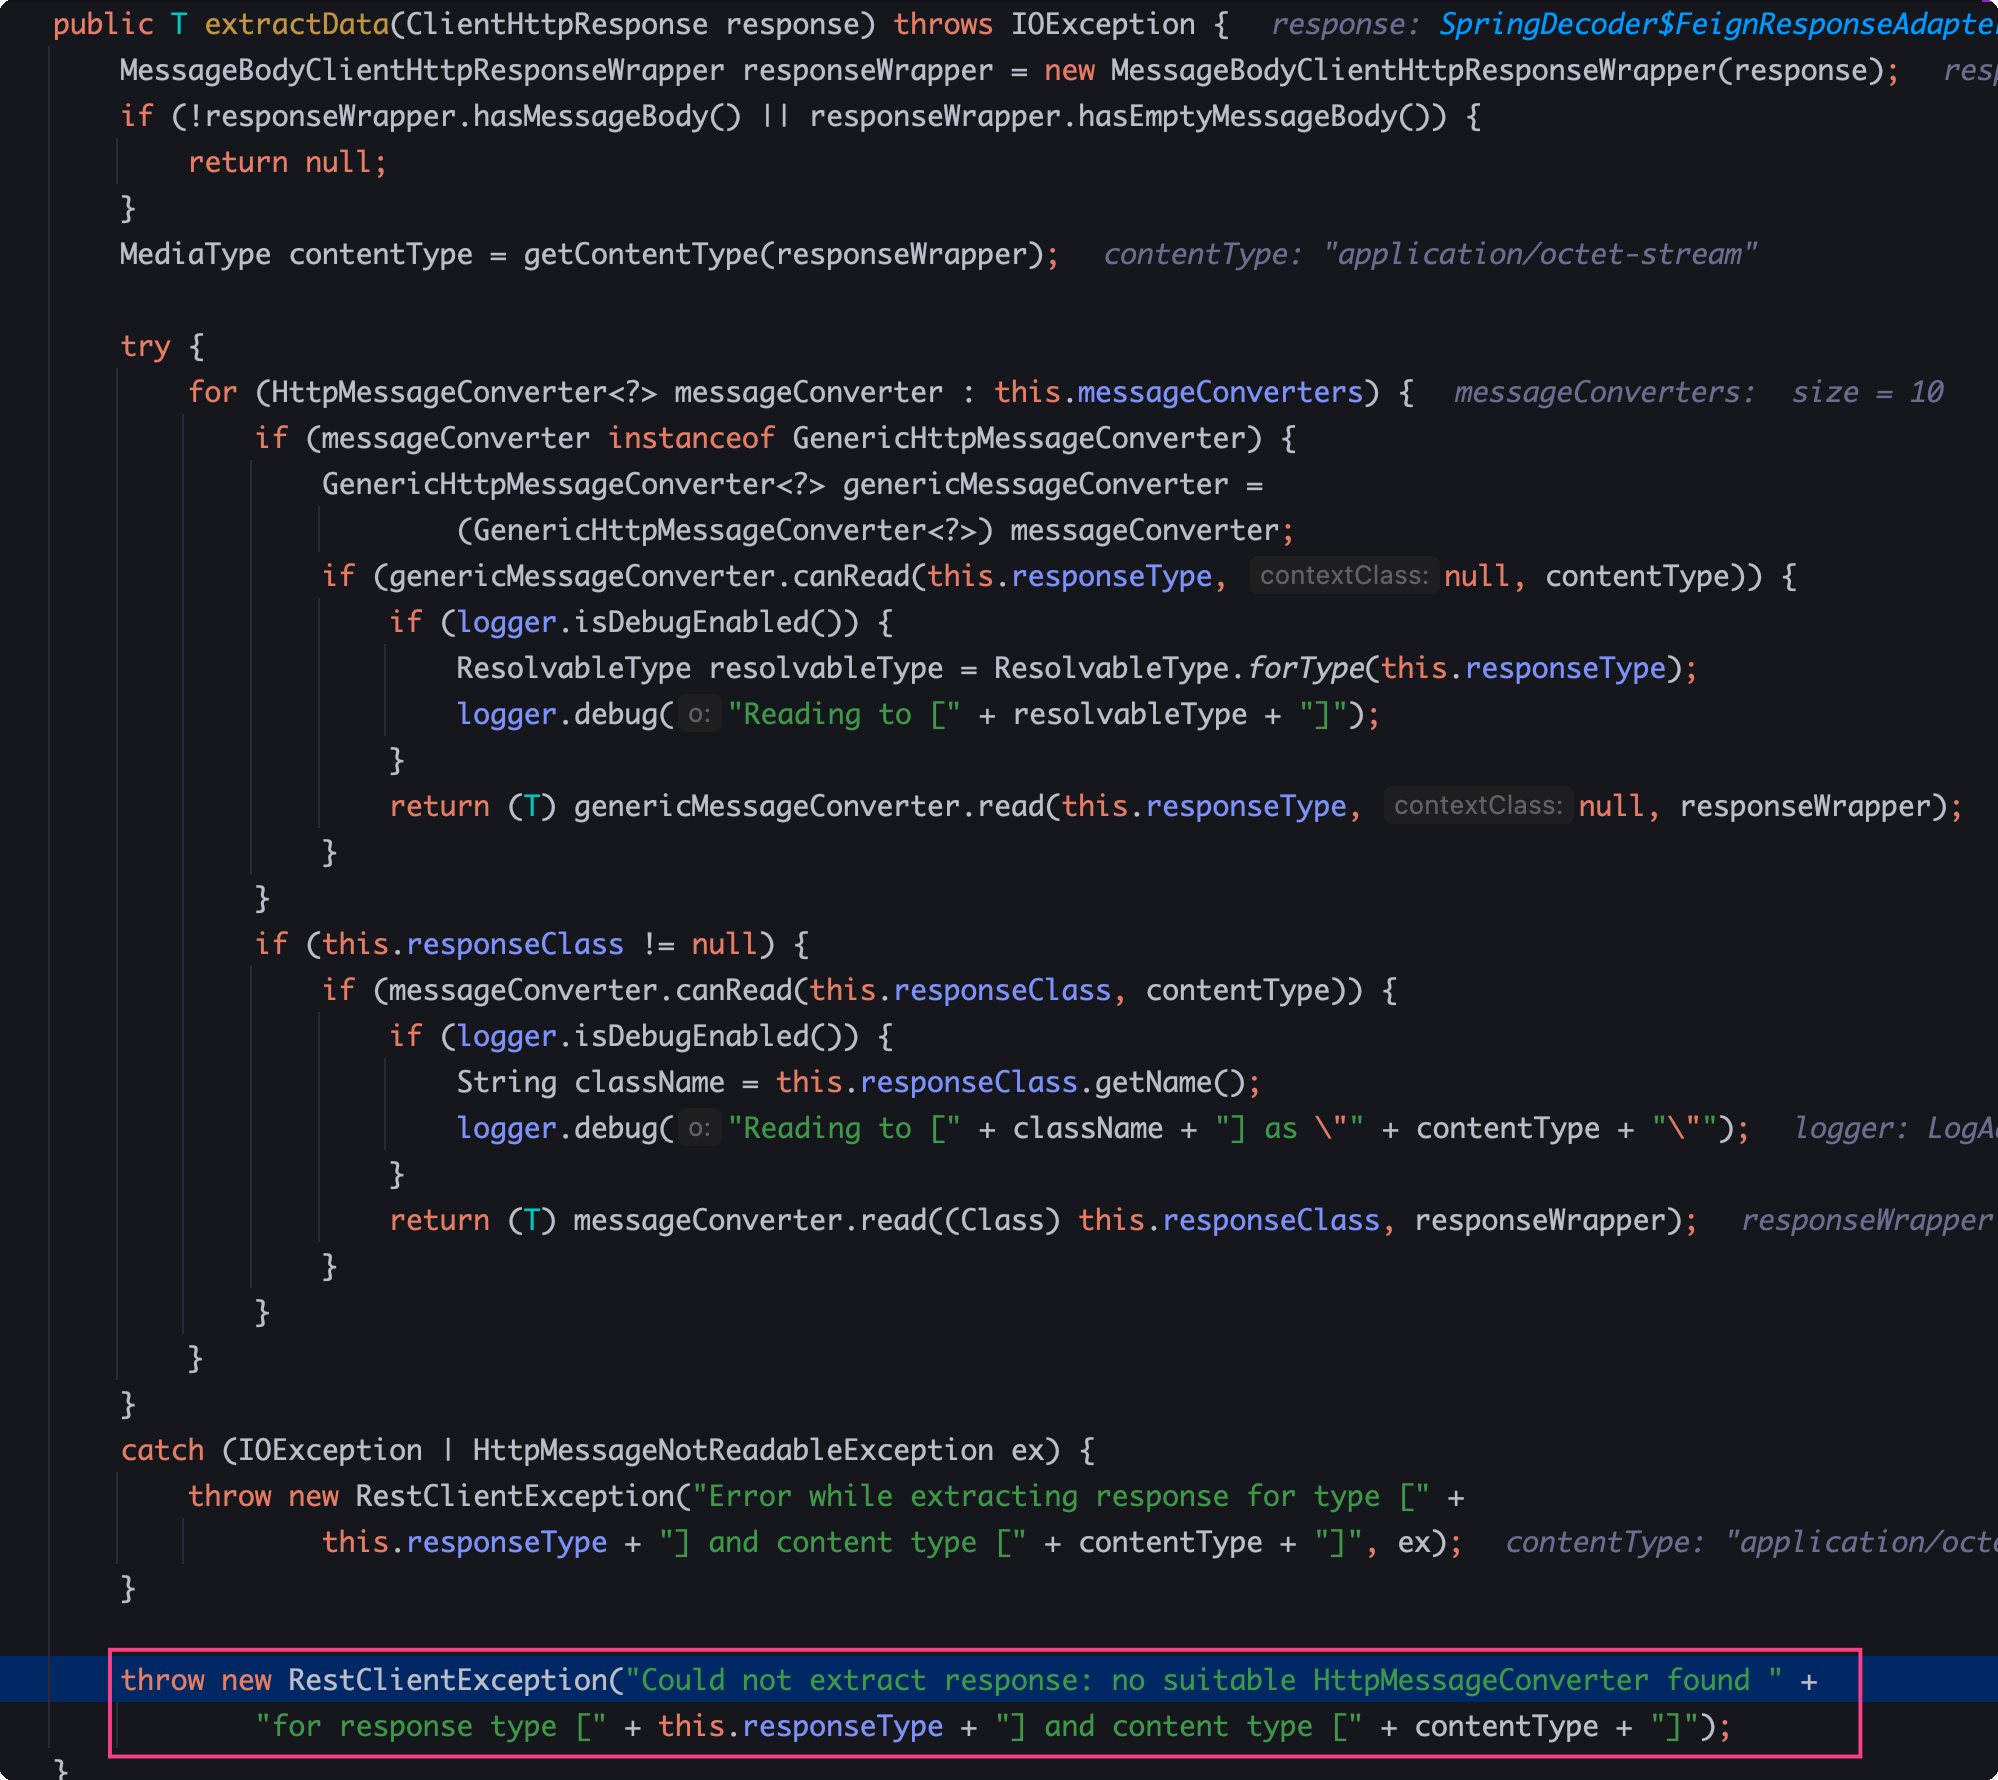 public T extractData(ClientHttpResponse response) throws IOException {   response: SpringDecoder$FeignResponseAdapte
    MessageBodyClientHttpResponseWrapper responseWrapper = new MessageBodyClientHttpResponseWrapper(response);   resp
    if (!responseWrapper.hasMessageBody() || responseWrapper.hasEmptyMessageBody()) {
        return null;
    }
    MediaType contentType = getContentType(responseWrapper);   contentType: "application/octet-stream"

    try {
        for (HttpMessageConverter<?> messageConverter : this.messageConverters) {   messageConverters:  size = 10
            if (messageConverter instanceof GenericHttpMessageConverter) {
                GenericHttpMessageConverter<?> genericMessageConverter =
                        (GenericHttpMessageConverter<?>) messageConverter;
                if (genericMessageConverter.canRead(this.responseType, contextClass: null, contentType)) {
                    if (logger.isDebugEnabled()) {
                        ResolvableType resolvableType = ResolvableType.forType(this.responseType);
                        logger.debug( o: "Reading to [" + resolvableType + "]");
                    }
                    return (T) genericMessageConverter.read(this.responseType, contextClass: null, responseWrapper);
                }
            }
            if (this.responseClass != null) {
                if (messageConverter.canRead(this.responseClass, contentType)) {
                    if (logger.isDebugEnabled()) {
                        String className = this.responseClass.getName();
                        logger.debug( o: "Reading to [" + className + "] as \"" + contentType + "\"");   logger: LogA
                    }
                    return (T) messageConverter.read((Class) this.responseClass, responseWrapper);   responseWrapper
                }
            }
        }
    }
    catch (IOException | HttpMessageNotReadableException ex) {
        throw new RestClientException("Error while extracting response for type [" +
                this.responseType + "] and content type [" + contentType + "]", ex);   contentType: "application/octe
    }

    throw new RestClientException("Could not extract response: no suitable HttpMessageConverter found " +
            "for response type [" + this.responseType + "] and content type [" + contentType + "]");
}